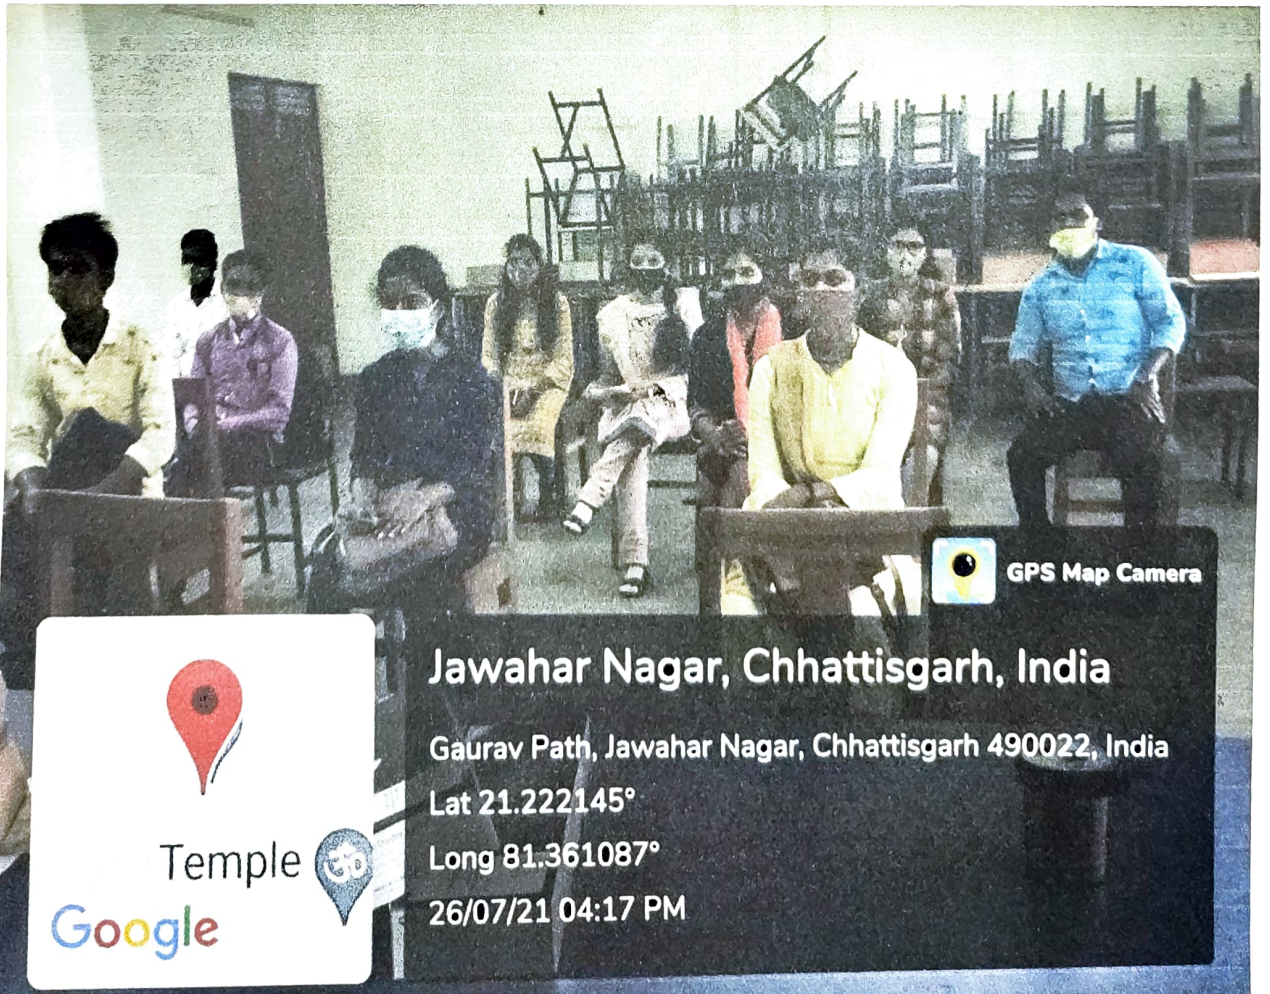 GPS Map Camera
Jawahar Nagar, Chhattisgarh, India
Gaurav Path, Jawahar Nagar, Chhattisgarh 490022, India
Lat 21.222145°
Long 81.361087°
26/07/21 04:17 PM
Temple
ॐ
Google